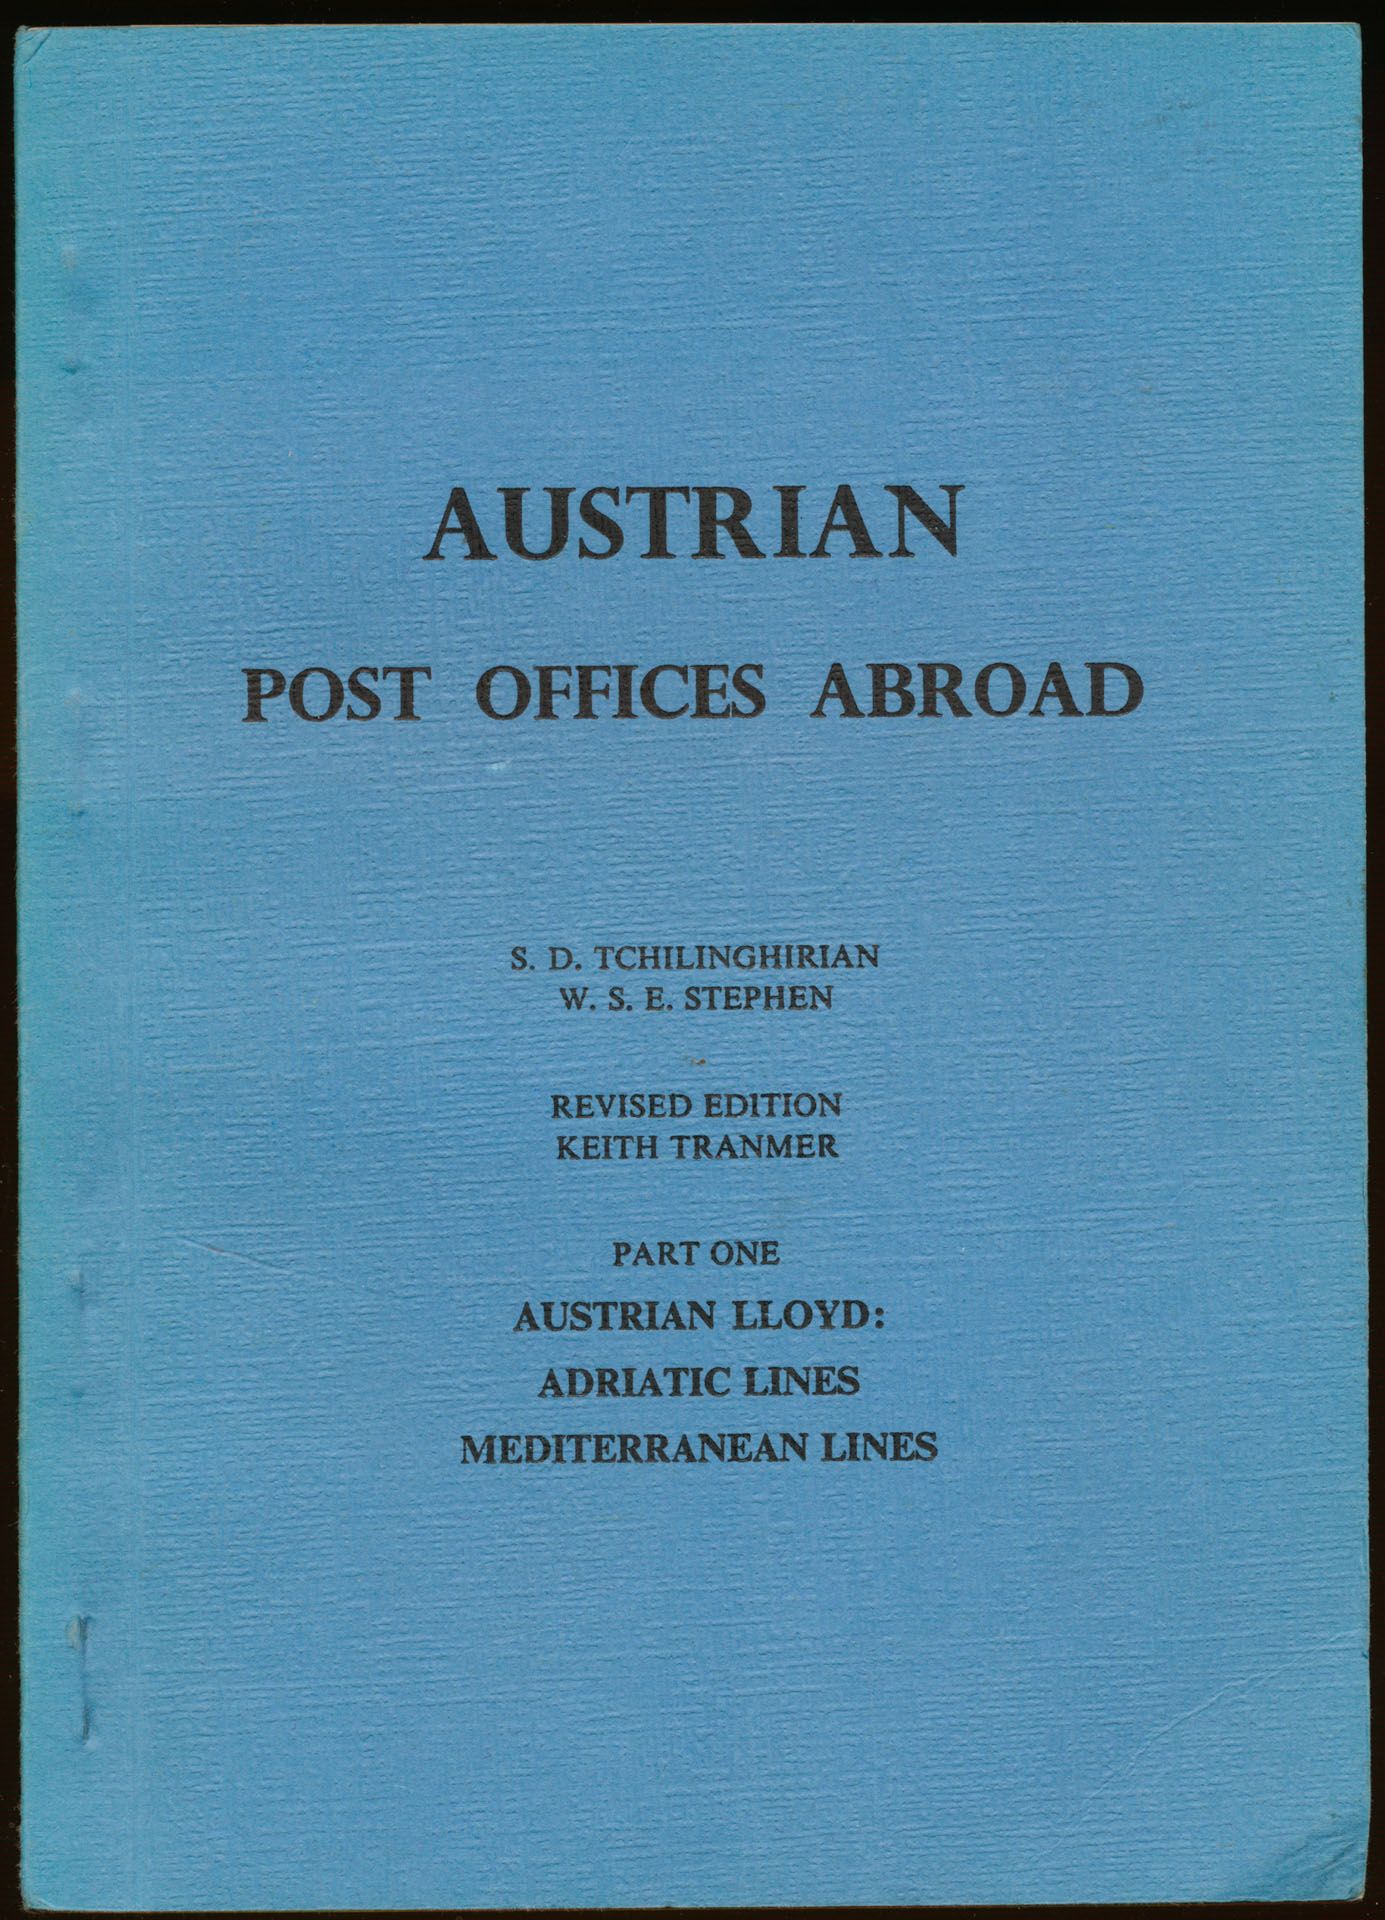 AUSTRIAN
POST OFFICES ABROAD
S. D. TCHILINGHIRIAN
W. S. E. STEPHEN
REVISED EDITION
KEITH TRANMER
PART ONE
AUSTRIAN LLOYD:
ADRIATIC LINES
MEDITERRANEAN LINES